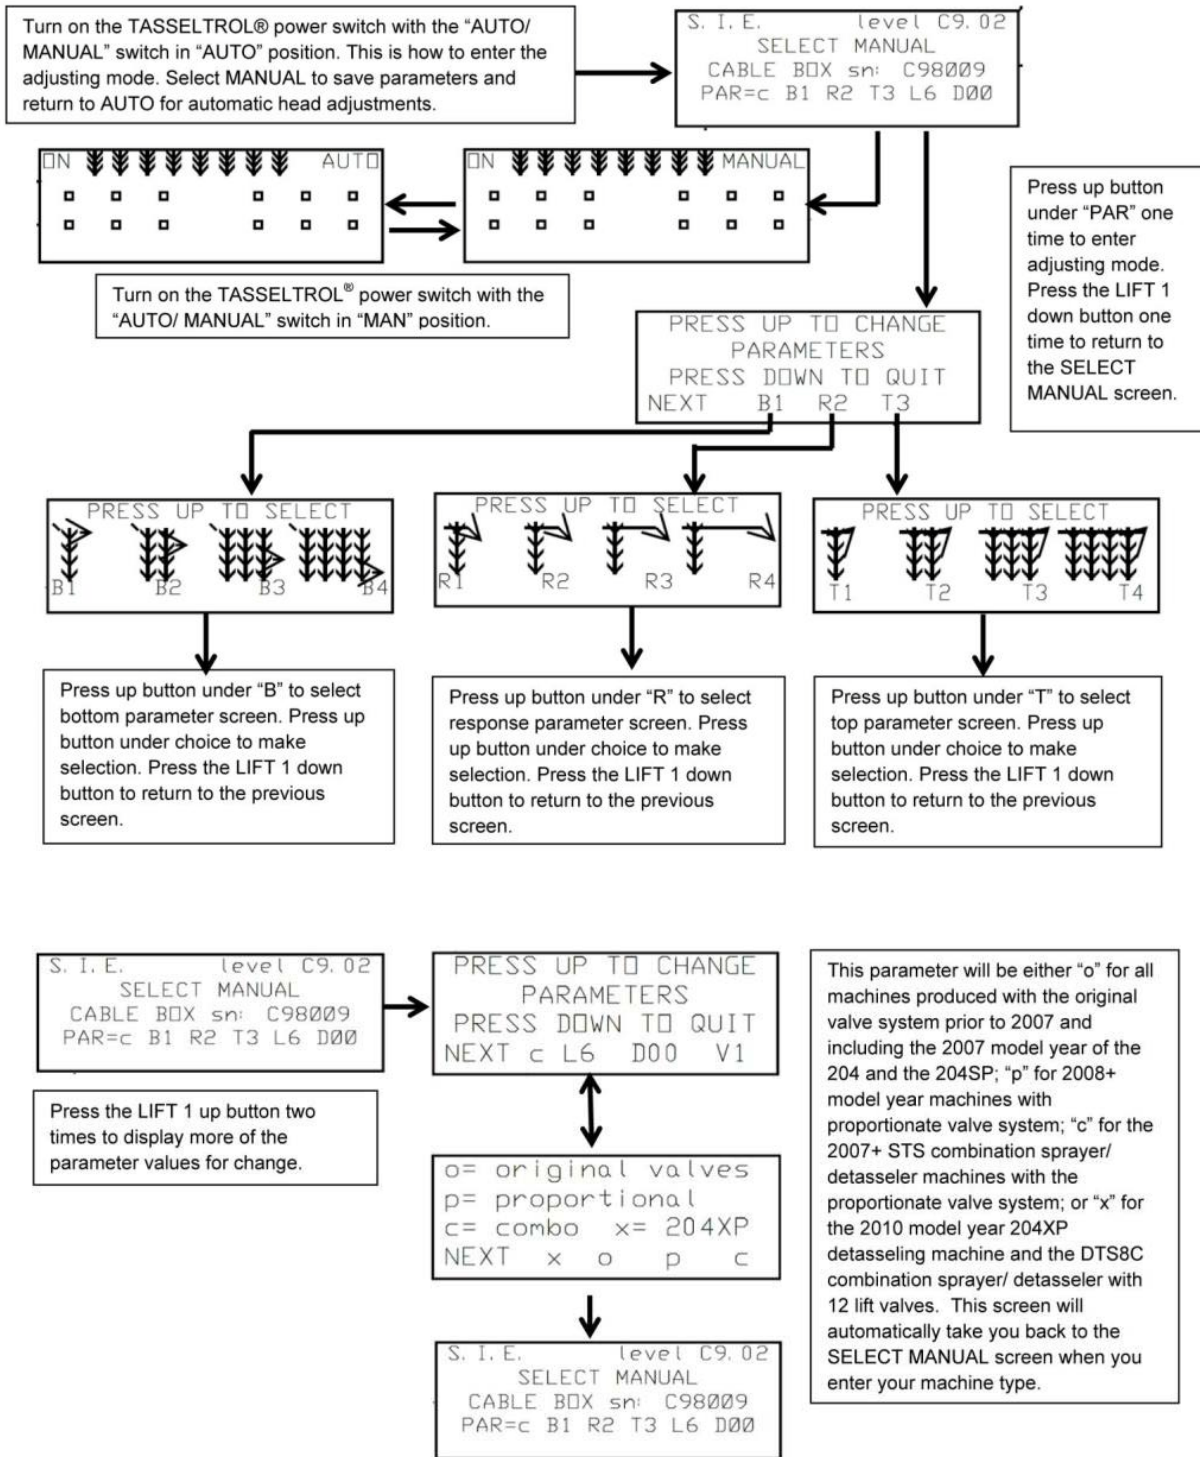 Turn on the TASSELTROL® power switch with the “AUTO/
MANUAL” switch in “AUTO” position. This is how to enter the
adjusting mode. Select MANUAL to save parameters and
return to AUTO for automatic head adjustments.
S. I. E. level C9.02
SELECT MANUAL
CABLE BOX sn: C98009
PAR=c B1 R2 T3 L6 D00
ON AUTO
ON MANUAL
Turn on the TASSELTROL® power switch with the
“AUTO/ MANUAL” switch in “MAN” position.
Press up button
under “PAR” one
time to enter
adjusting mode.
Press the LIFT 1
down button one
time to return to
the SELECT
MANUAL screen.
PRESS UP TO CHANGE
PARAMETERS
PRESS DOWN TO QUIT
NEXT B1 R2 T3
PRESS UP TO SELECT
B1 B2 B3 B4
PRESS UP TO SELECT
R1 R2 R3 R4
PRESS UP TO SELECT
T1 T2 T3 T4
Press up button under “B” to select
bottom parameter screen. Press up
button under choice to make
selection. Press the LIFT 1 down
button to return to the previous
screen.
Press up button under “R” to select
response parameter screen. Press
up button under choice to make
selection. Press the LIFT 1 down
button to return to the previous
screen.
Press up button under “T” to select
top parameter screen. Press up
button under choice to make
selection. Press the LIFT 1 down
button to return to the previous
screen.
S. I. E. level C9.02
SELECT MANUAL
CABLE BOX sn: C98009
PAR=c B1 R2 T3 L6 D00
Press the LIFT 1 up button two
times to display more of the
parameter values for change.
PRESS UP TO CHANGE
PARAMETERS
PRESS DOWN TO QUIT
NEXT c L6 D00 V1
o= original valves
p= proportional
c= combo x= 204XP
NEXT x o p c
S. I. E. level C9.02
SELECT MANUAL
CABLE BOX sn: C98009
PAR=c B1 R2 T3 L6 D00
This parameter will be either “o” for all
machines produced with the original
valve system prior to 2007 and
including the 2007 model year of the
204 and the 204SP; “p” for 2008+
model year machines with
proportionate valve system; “c” for the
2007+ STS combination sprayer/
detasseler machines with the
proportionate valve system; or “x” for
the 2010 model year 204XP
detasseling machine and the DTS8C
combination sprayer/ detasseler with
12 lift valves. This screen will
automatically take you back to the
SELECT MANUAL screen when you
enter your machine type.